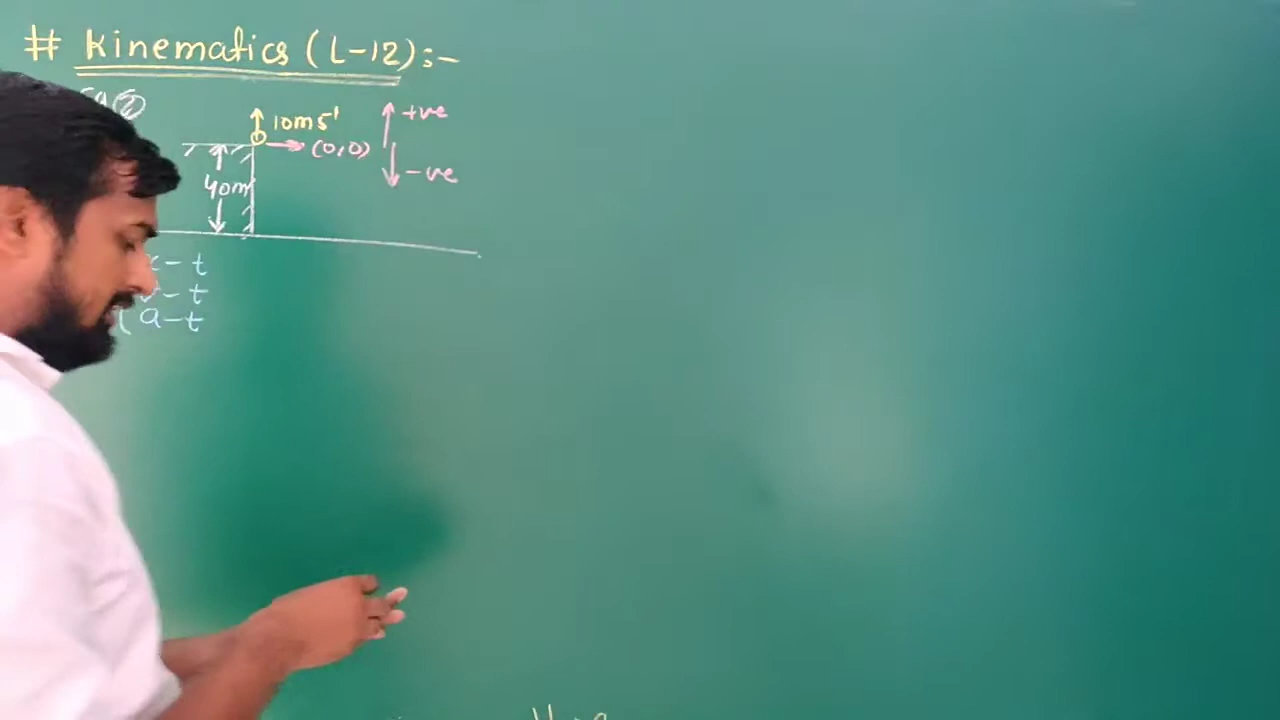 # Kinematics (L-12):-
10ms⁻¹
+ve
(0,0)
-ve
40m
x-t
v-t
a-t